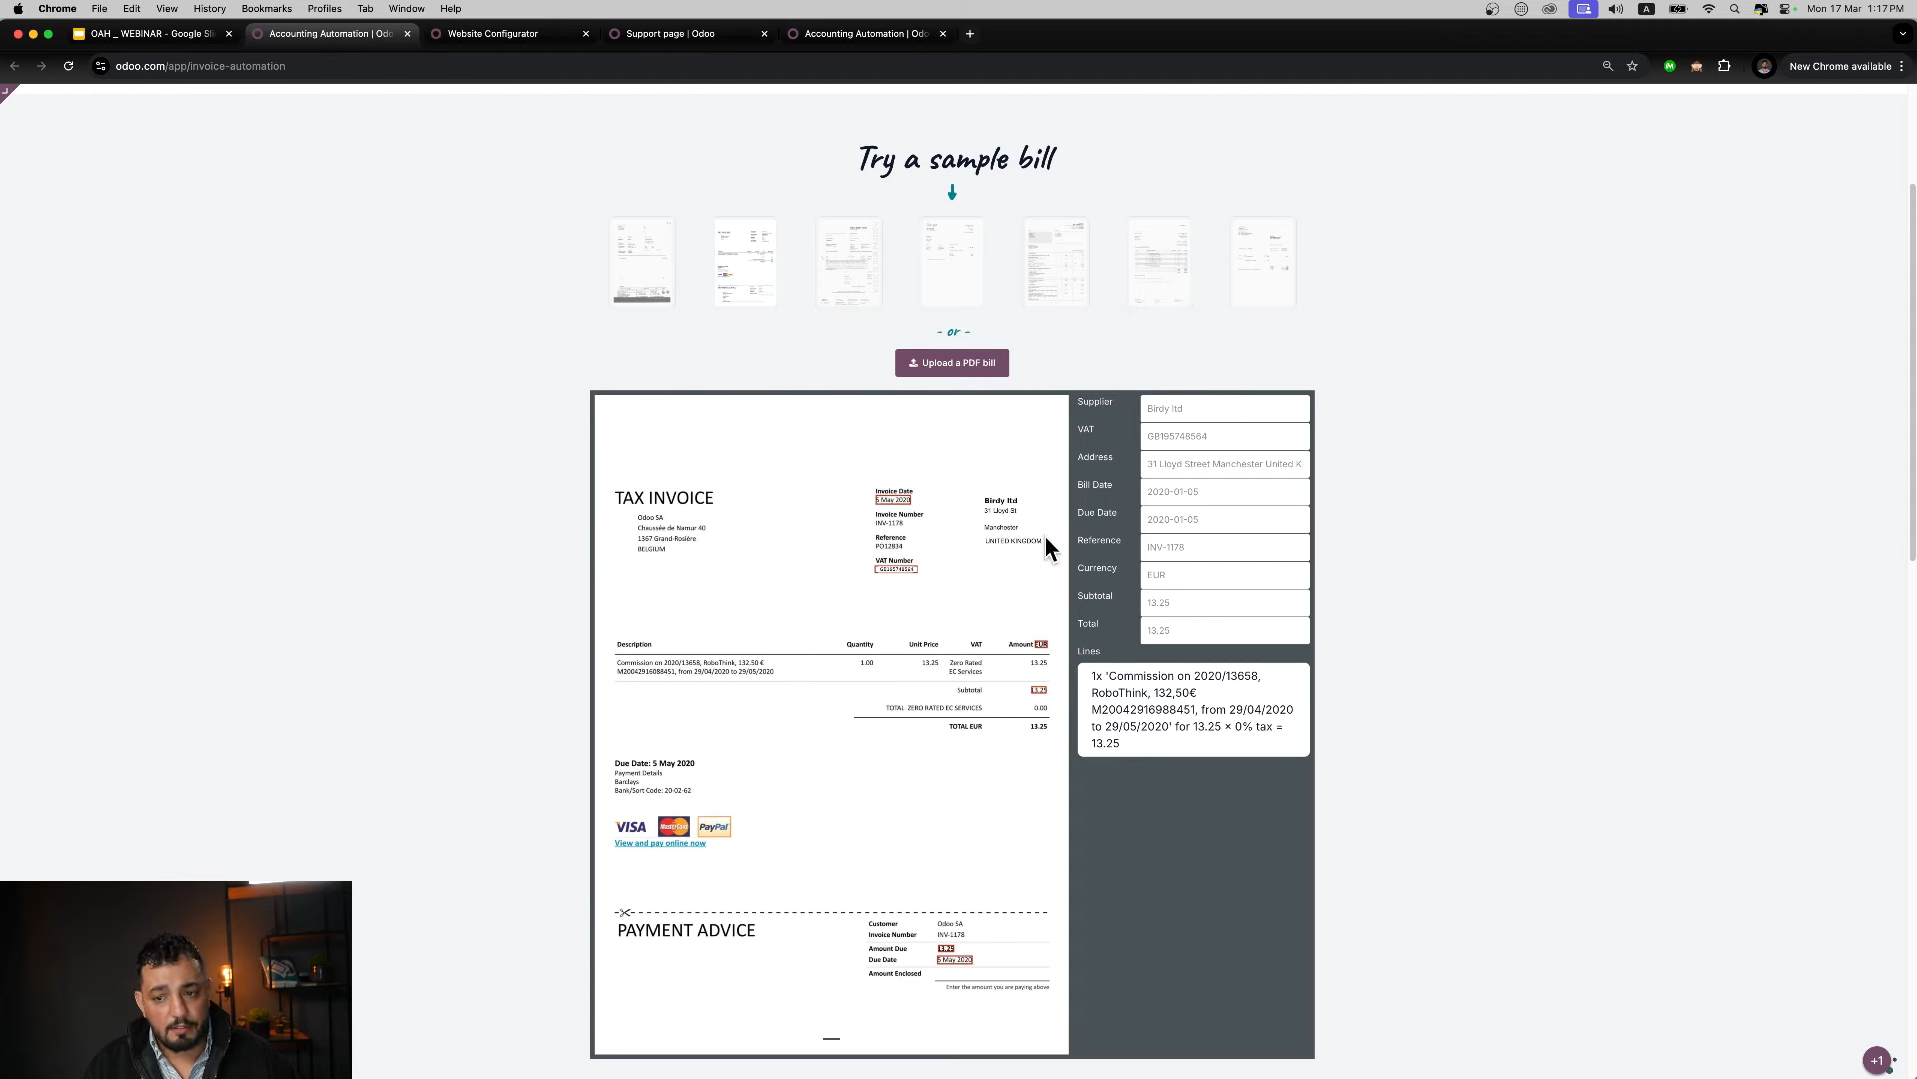 Chrome File Edit View History Bookmarks Profiles Tab Window Help
A
Mon 17 Mar 1:17 PM
OAH _ WEBINAR - Google Sli
Accounting Automation | Odo
Website Configurator
Support page | Odoo
Accounting Automation | Odo
odoo.com/app/invoice-automation
New Chrome available
Try a sample bill
- or -
Upload a PDF bill
TAX INVOICE
Odoo SA
Chaussée de Namur 40
1367 Grand-Rosière
BELGIUM
Invoice Date
5 May 2020
Invoice Number
INV-1178
Reference
PO12834
VAT Number
GB195748564
Birdy ltd
31 Lloyd St
Manchester
UNITED KINGDOM
Description Quantity Unit Price VAT Amount EUR
Commission on 2020/13658, RoboThink, 132,50 € 1.00 13.25 Zero Rated 13.25
M20042916988451, from 29/04/2020 to 29/05/2020 EC Services
Subtotal 13.25
TOTAL ZERO RATED EC SERVICES 0.00
TOTAL EUR 13.25
Due Date: 5 May 2020
Payment Details
Barclays
Bank/Sort Code: 20-02-62
VISA MasterCard PayPal
View and pay online now
PAYMENT ADVICE
Customer Odoo SA
Invoice Number INV-1178
Amount Due 13.25
Due Date 5 May 2020
Amount Enclosed
Enter the amount you are paying above
Supplier Birdy ltd
VAT GB195748564
Address 31 Lloyd Street Manchester United K
Bill Date 2020-01-05
Due Date 2020-01-05
Reference INV-1178
Currency EUR
Subtotal 13.25
Total 13.25
Lines
1x 'Commission on 2020/13658,
RoboThink, 132,50€
M20042916988451, from 29/04/2020
to 29/05/2020' for 13.25 × 0% tax =
13.25
+1